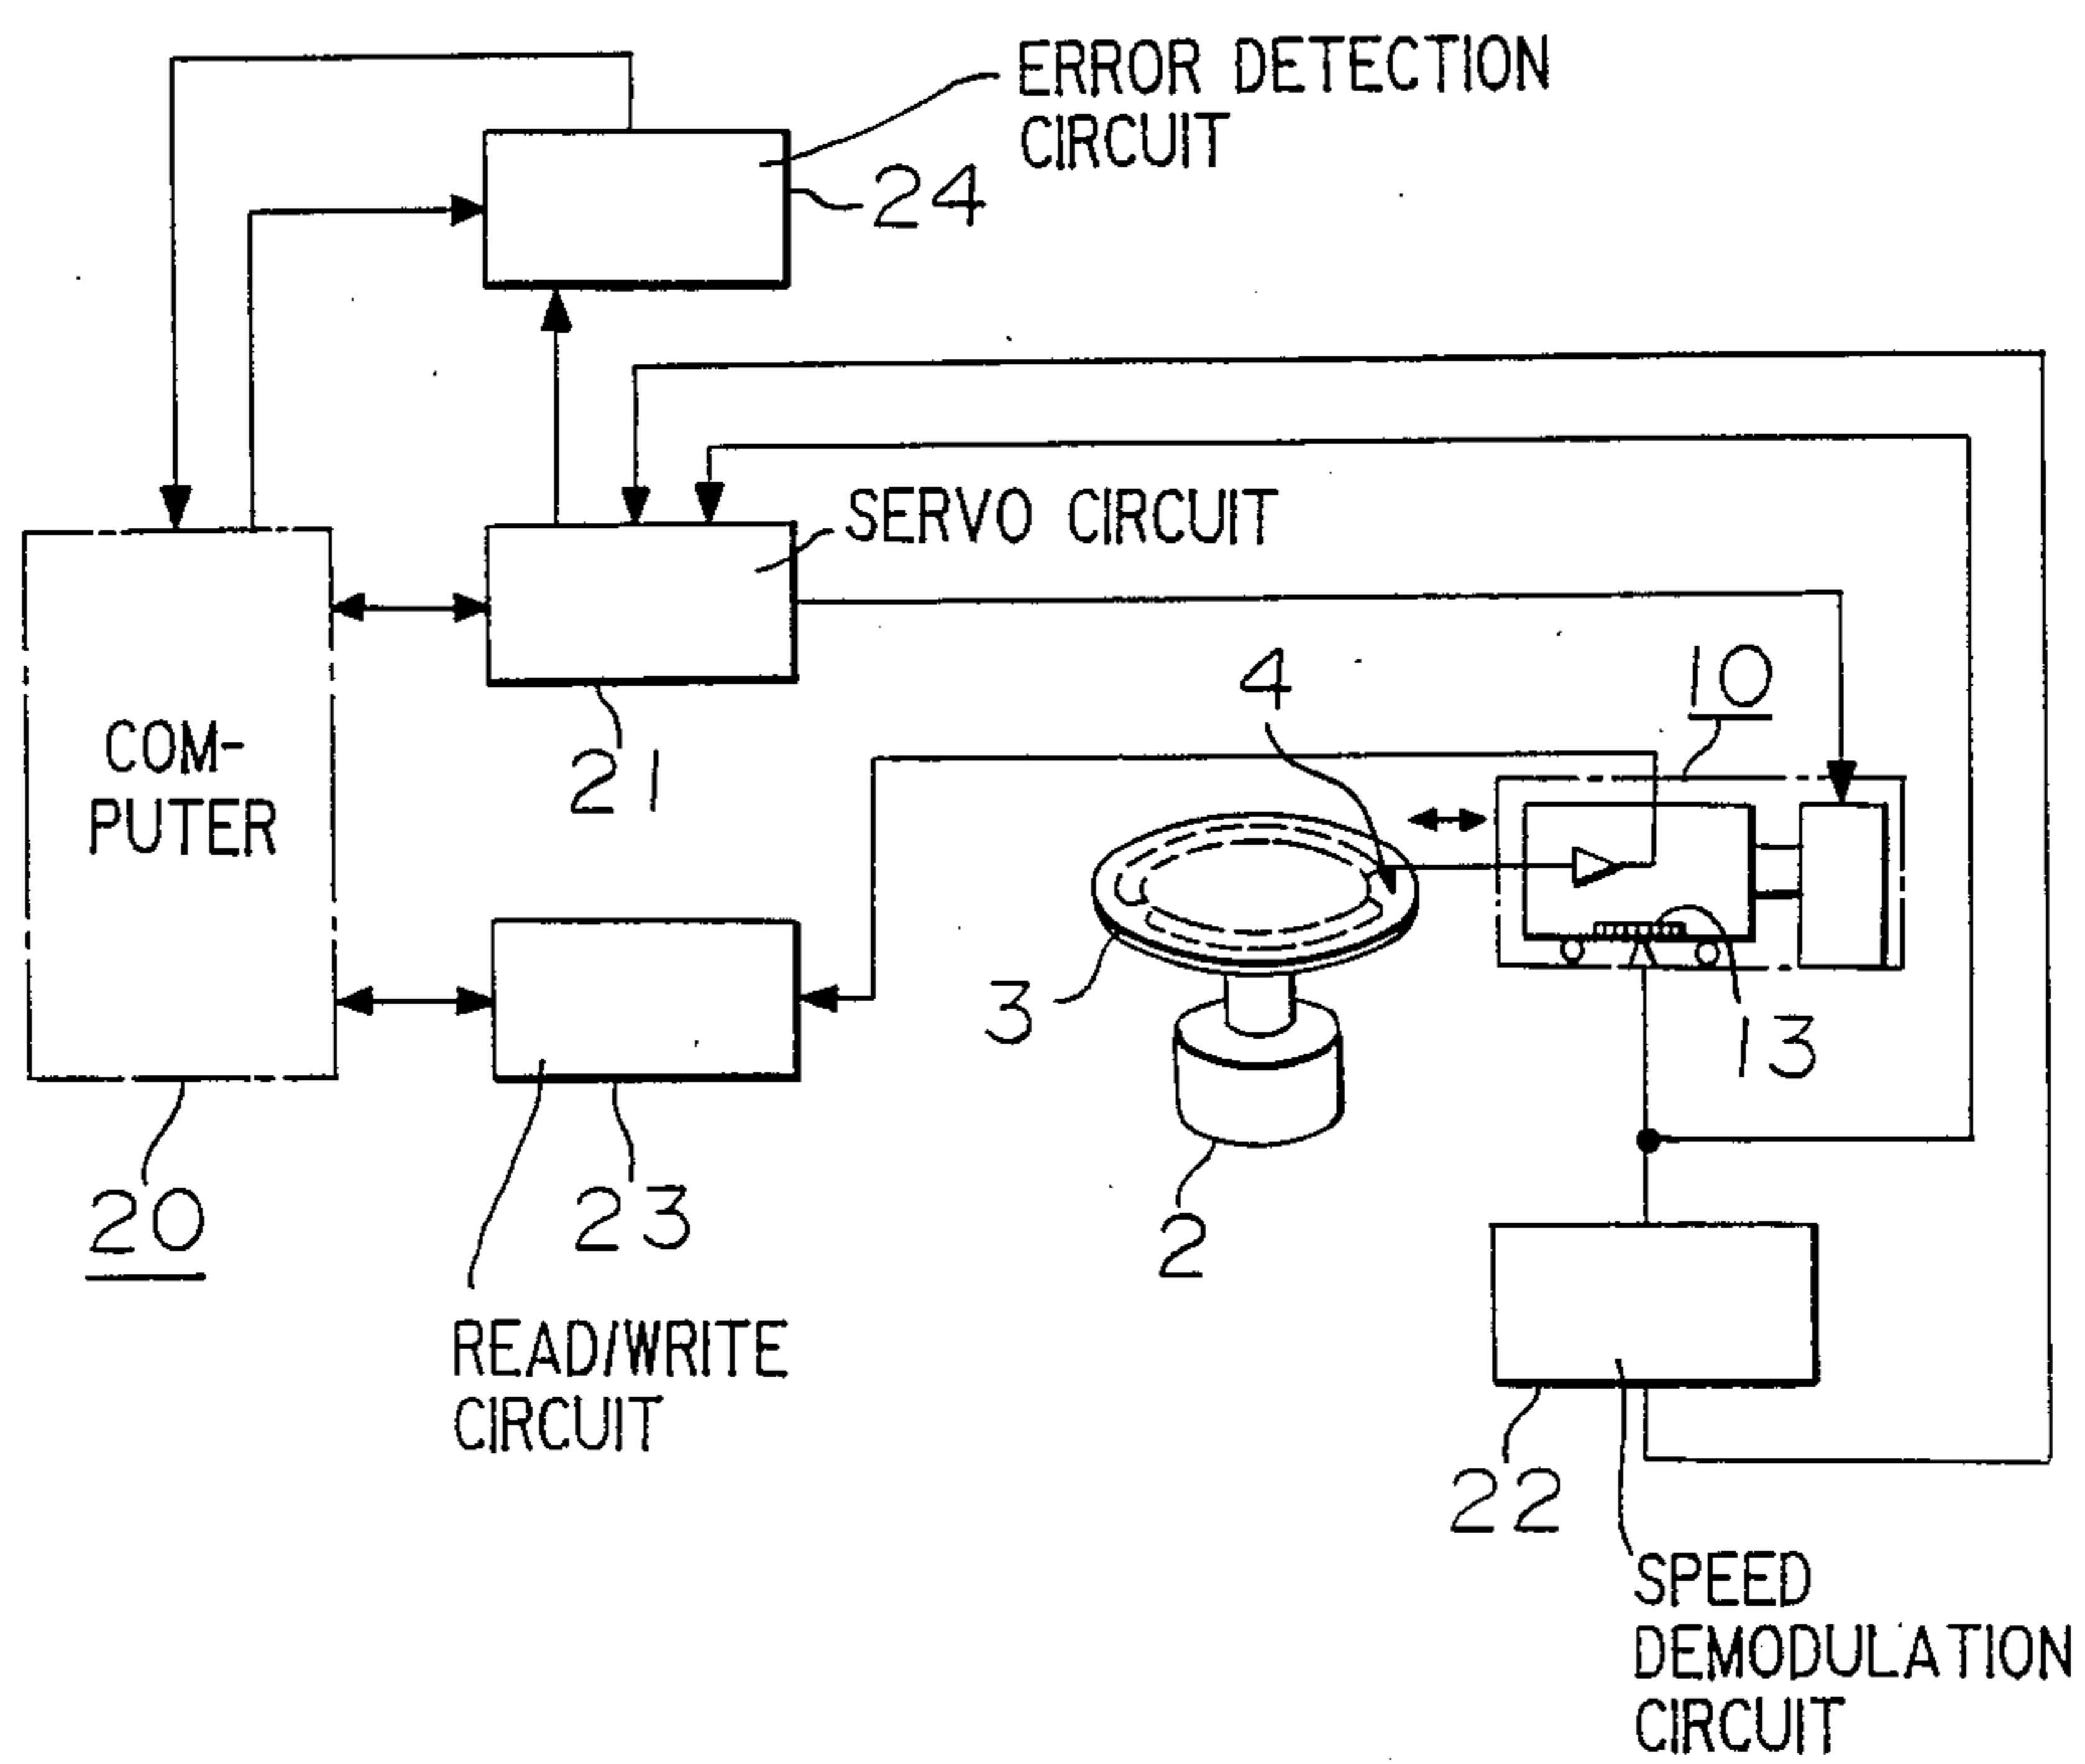 ERROR DETECTION
CIRCUIT
24
SERVO CIRCUIT
21
4
10
COM-
PUTER
3
13
20
23
2
READ/WRITE
CIRCUIT
22
SPEED
DEMODULATION
CIRCUIT